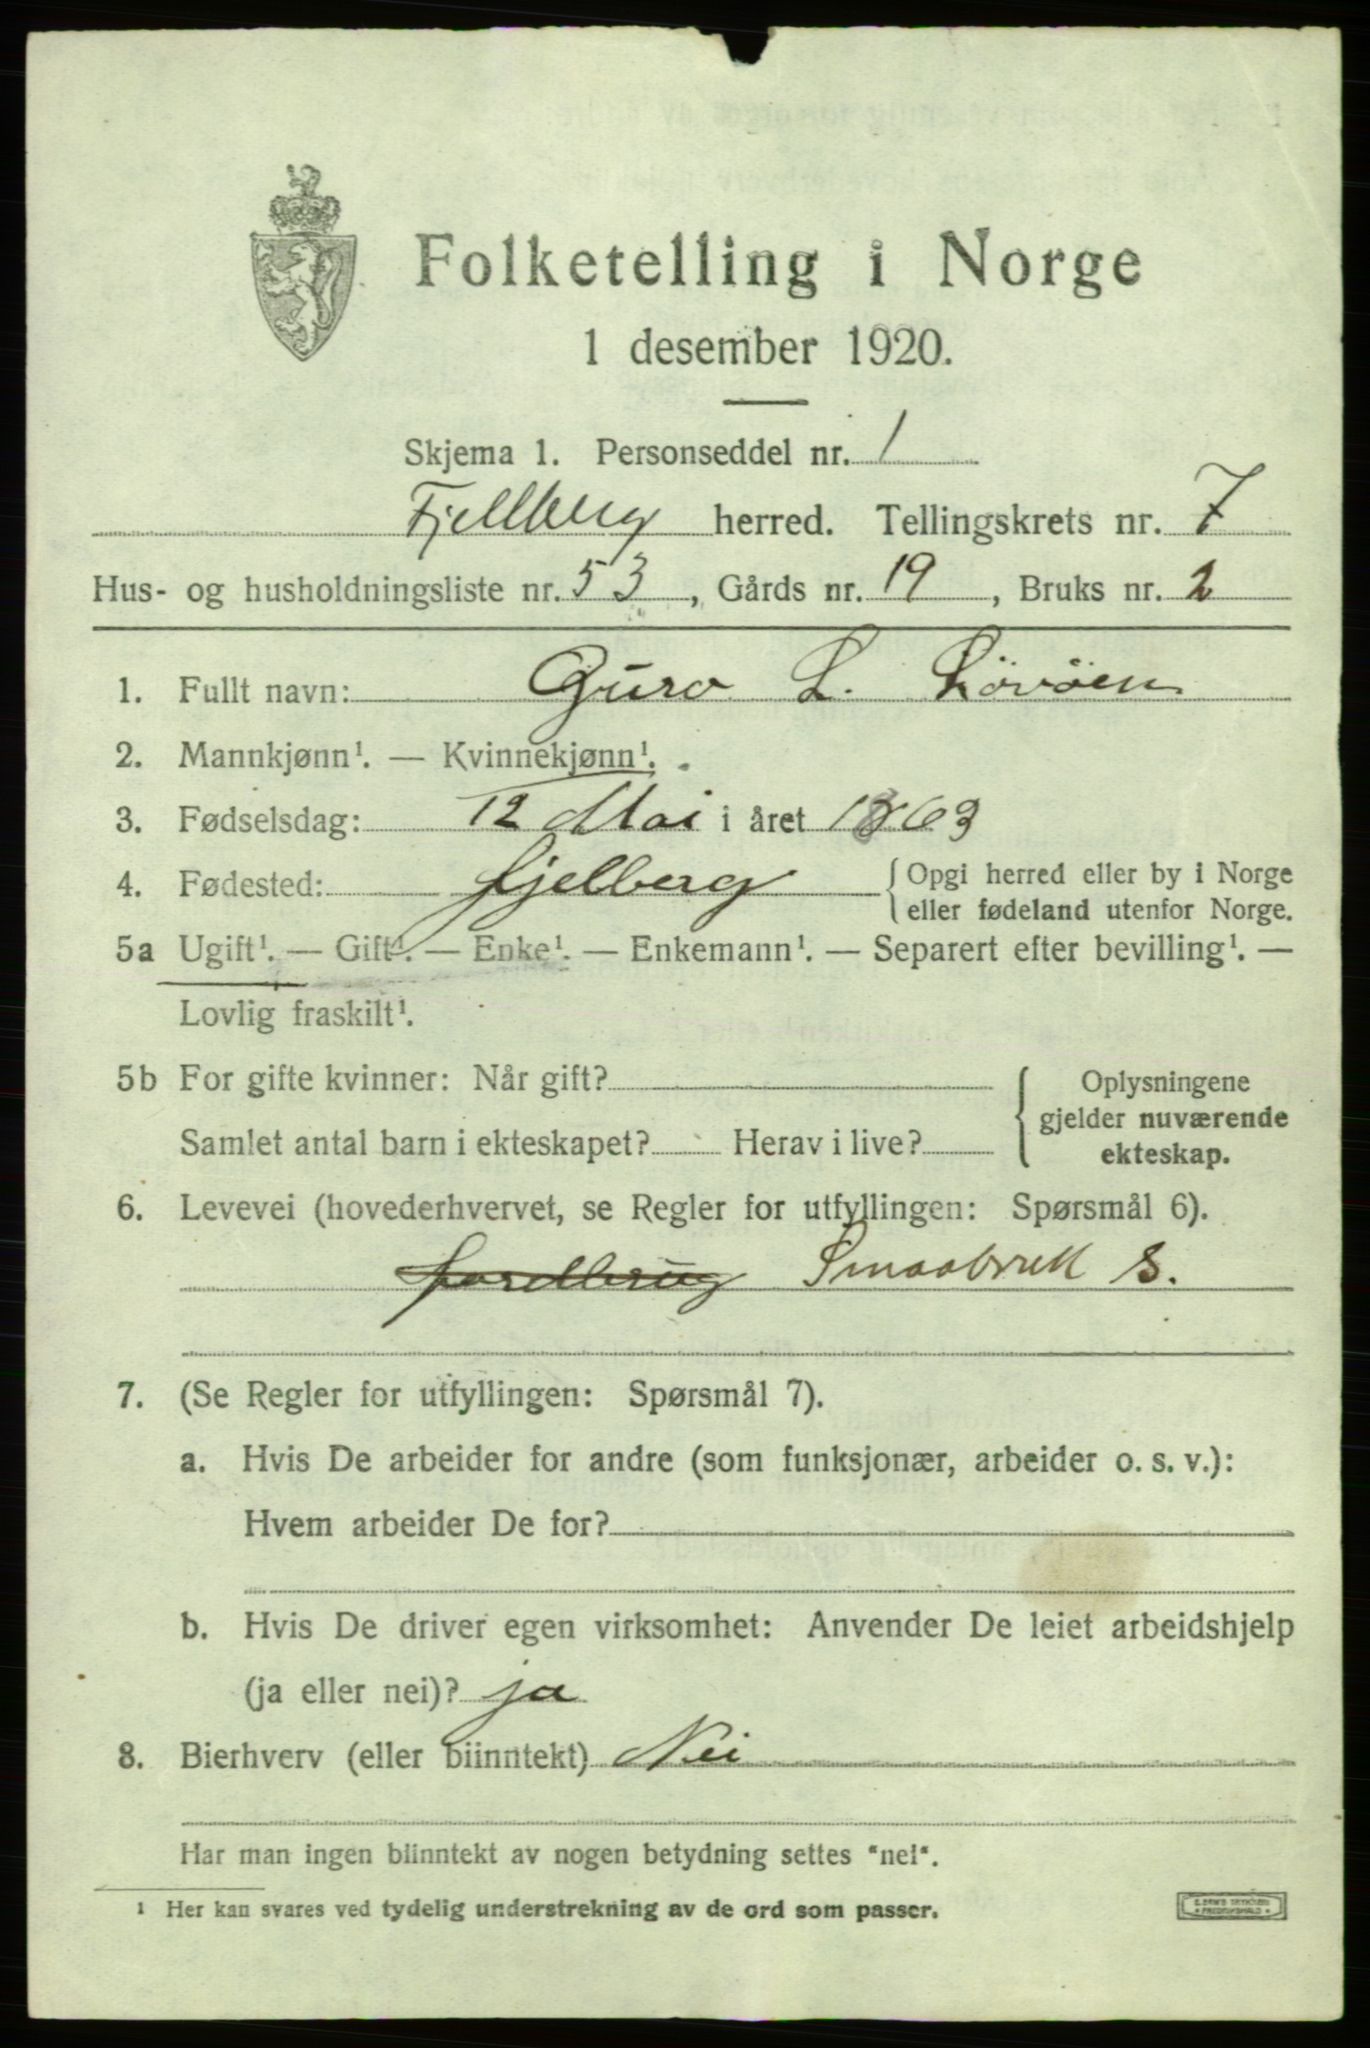 Folketelling i Norge
1 desember 1920.
Skjema 1. Personseddel nr. 1
Fjellberg herred. Tellingskrets nr. 7
Hus- og husholdningsliste nr. 53, Gårds nr. 19, Bruks nr. 2
1. Fullt navn: Guro L. Lövöen
2. Mannkjønn¹. — Kvinnekjønn¹.
3. Fødselsdag: 12 Mai i året 1863
4. Fødested: fjelberg {Opgi herred eller by i Norge
eller fødeland utenfor Norge.
5a Ugift¹. — Gift¹. — Enke¹. — Enkemann¹. — Separert efter bevilling¹. —
Lovlig fraskilt¹.
5b For gifte kvinner: Når gift? { Oplysningene
gjelder nuværende
Samlet antal barn i ekteskapet? Herav i live?
ekteskap.
6. Levevei (hovederhvervet, se Regler for utfyllingen: Spørsmål 6).
jordbrug Smaabruk S.
7. (Se Regler for utfyllingen: Spørsmål 7).
a. Hvis De arbeider for andre (som funksjonær, arbeider o. s. v.):
Hvem arbeider De for?
b. Hvis De driver egen virksomhet: Anvender De leiet arbeidshjelp
(ja eller nei)? ja
8. Bierhverv (eller biinntekt) Nei
Har man ingen biinntekt av nogen betydning settes "nei".
¹ Her kan svares ved tydelig understrekning av de ord som passer.